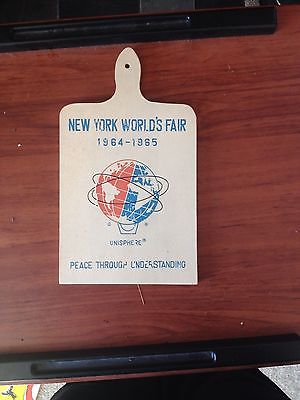 NEW YORK WORLD'S FAIR
1964-1965
UNISPHERE®
PEACE THROUGH UNDERSTANDING